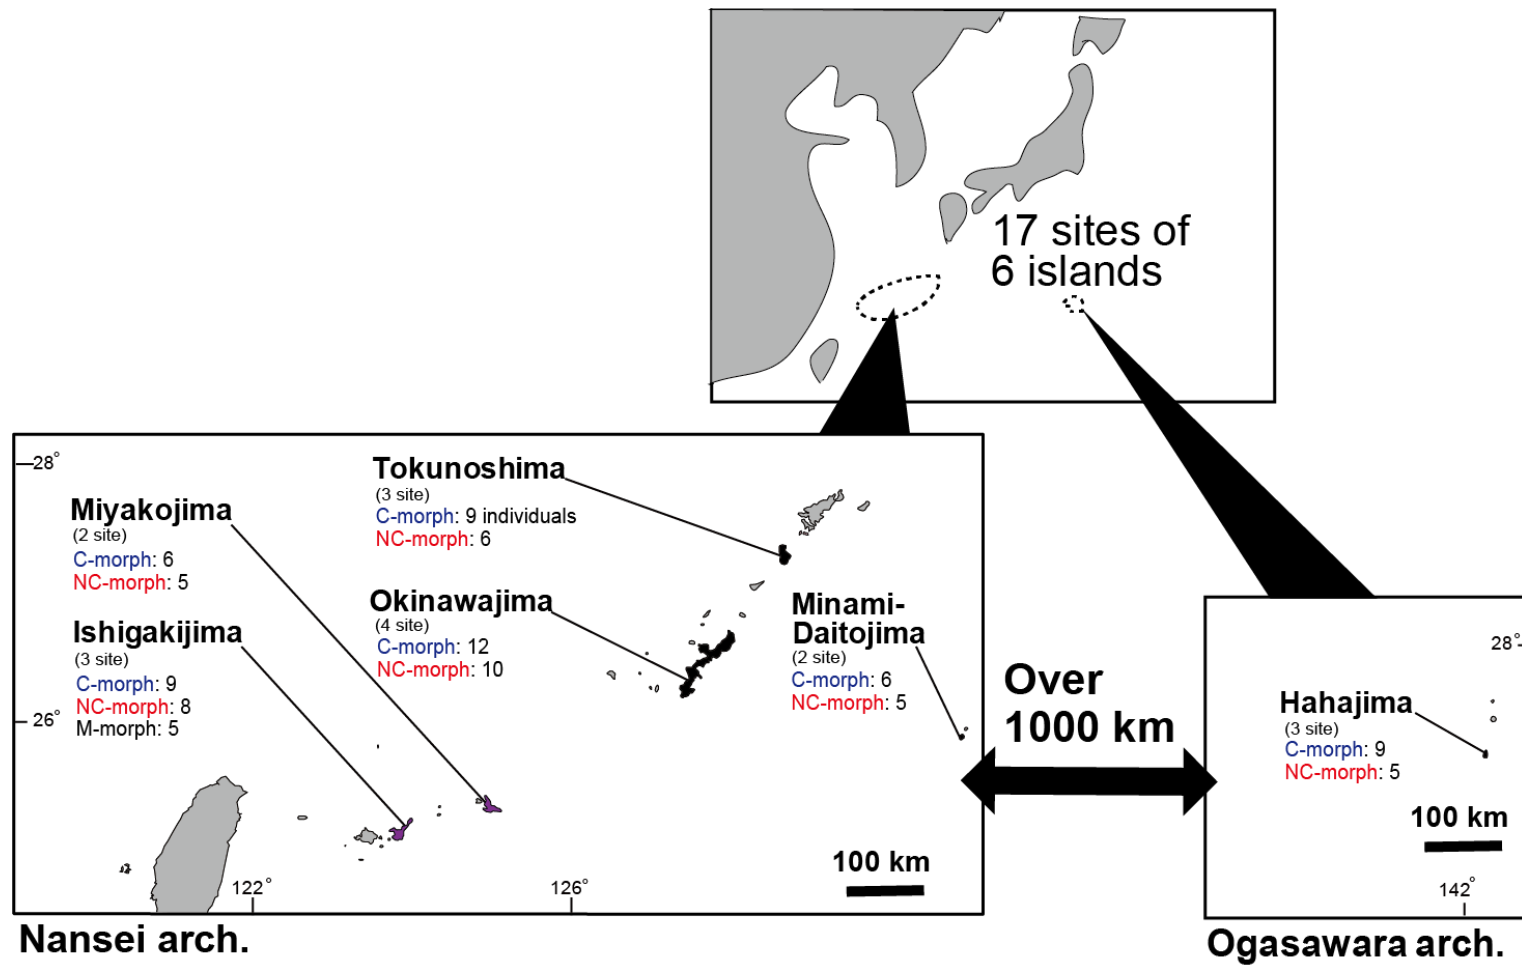 17 sites of
6 islands
28°
Tokunoshima
(3 site)
C-morph: 9 individuals
NC-morph: 6
Miyakojima
(2 site)
C-morph: 6
NC-morph: 5
Okinawajima
(4 site)
C-morph: 12
NC-morph: 10
Ishigakijima
(3 site)
C-morph: 9
NC-morph: 8
M-morph: 5
Minami-
Daitojima
(2 site)
C-morph: 6
NC-morph: 5
26°
122°
126°
100 km
Nansei arch.
Over
1000 km
28°
Hahajima
(3 site)
C-morph: 9
NC-morph: 5
100 km
142°
Ogasawara arch.